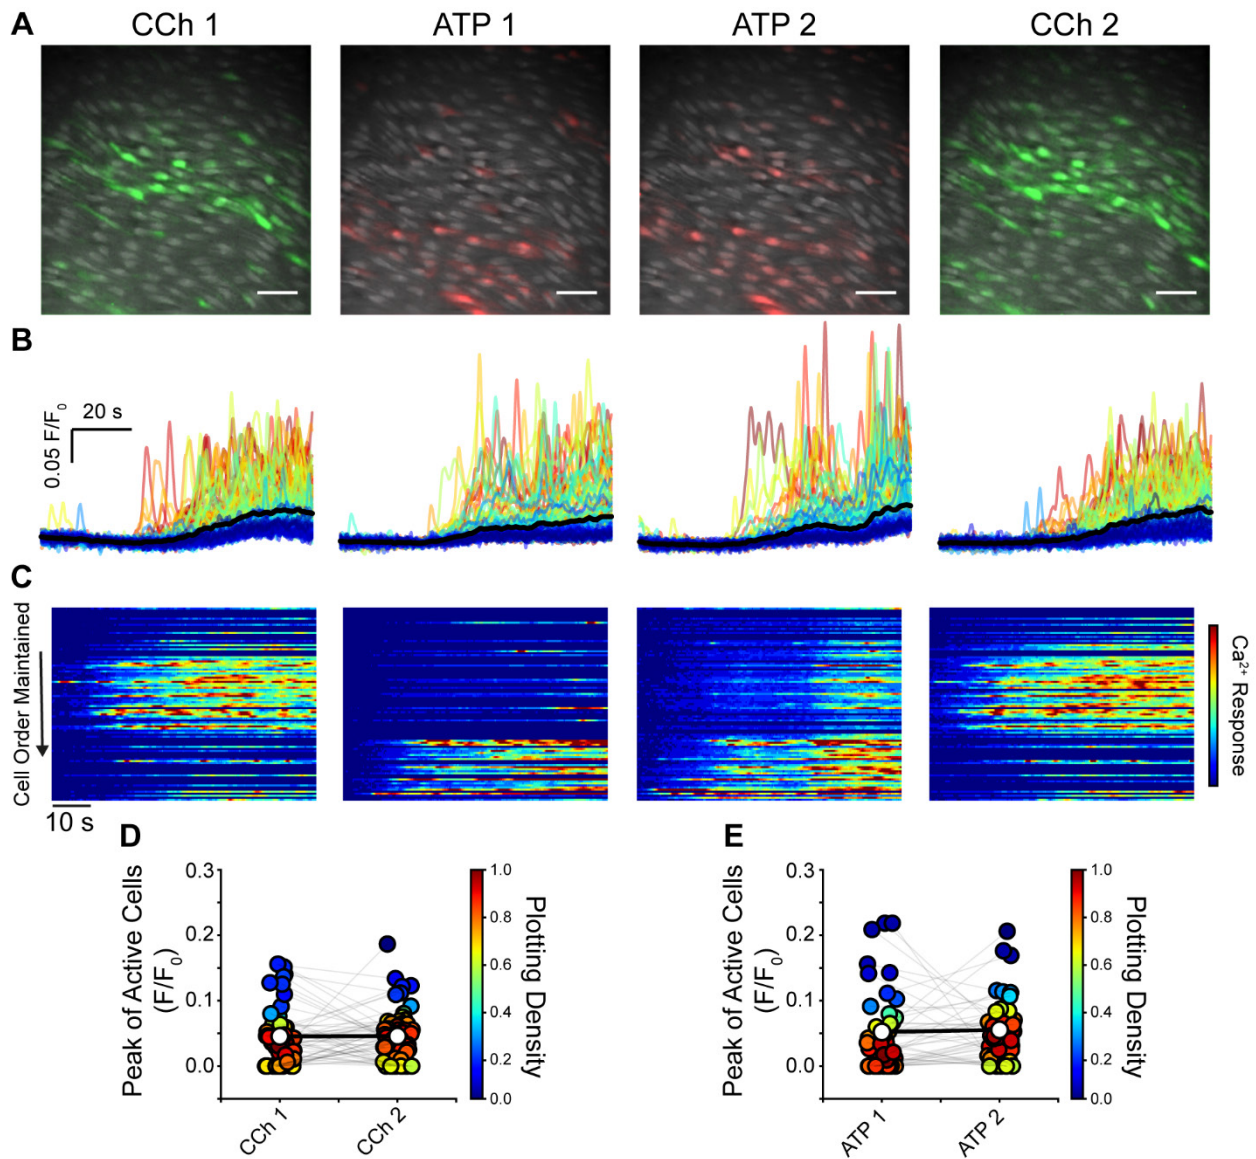 A
CCh 1
ATP 1
ATP 2
CCh 2
B
0.05 F/F₀
20 s
C
Cell Order Maintained
10 s
Ca²⁺ Response
D
Peak of Active Cells
(F/F₀)
0.3
0.2
0.1
0.0
CCh 1
CCh 2
1.0
0.8
0.6
0.4
0.2
0.0
Plotting Density
E
Peak of Active Cells
(F/F₀)
0.3
0.2
0.1
0.0
ATP 1
ATP 2
1.0
0.8
0.6
0.4
0.2
0.0
Plotting Density